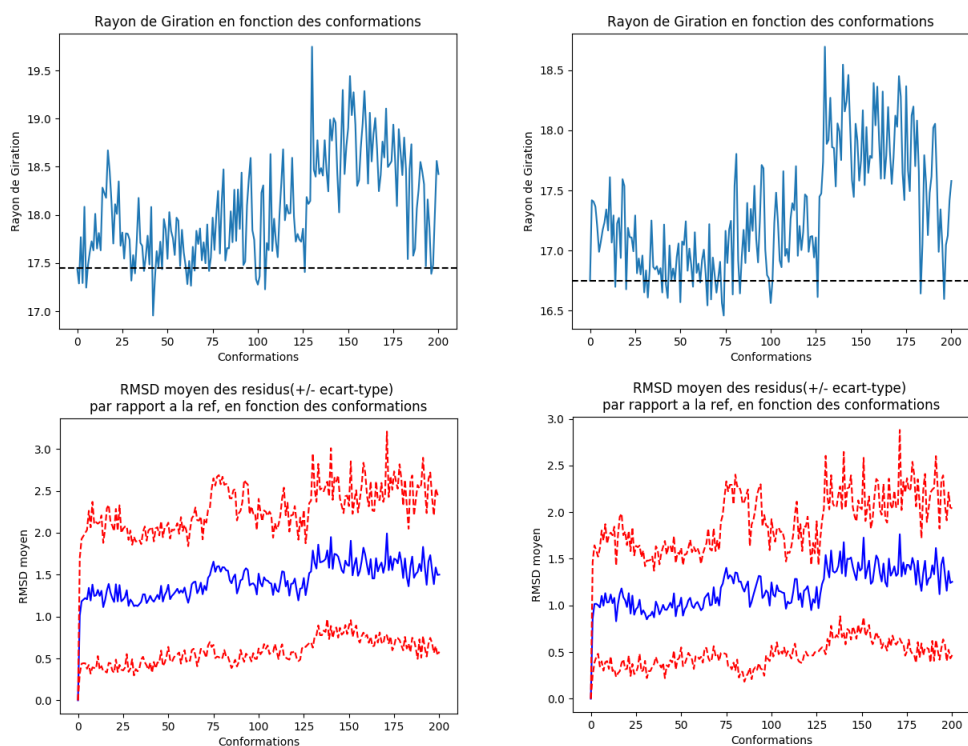 Rayon de Giration en fonction des conformations
Rayon de Giration
19.5
19.0
18.5
18.0
17.5
17.0
0 25 50 75 100 125 150 175 200
Conformations
Rayon de Giration en fonction des conformations
Rayon de Giration
18.5
18.0
17.5
17.0
16.5
0 25 50 75 100 125 150 175 200
Conformations
RMSD moyen des residus(+/- ecart-type)
par rapport a la ref, en fonction des conformations
RMSD moyen
3.0
2.5
2.0
1.5
1.0
0.5
0.0
0 25 50 75 100 125 150 175 200
Conformations
RMSD moyen des residus(+/- ecart-type)
par rapport a la ref, en fonction des conformations
RMSD moyen
3.0
2.5
2.0
1.5
1.0
0.5
0.0
0 25 50 75 100 125 150 175 200
Conformations